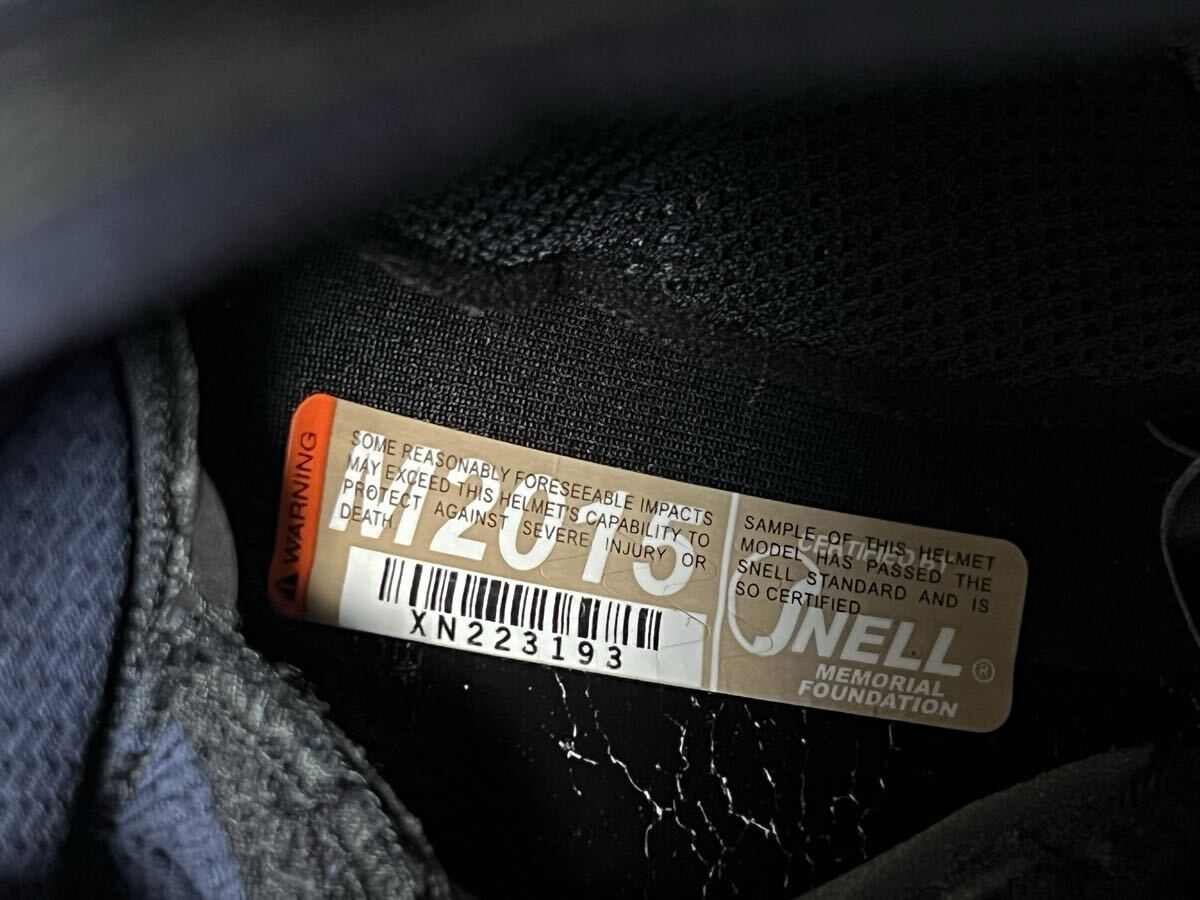 WARNING
M2015
SOME REASONABLY FORESEEABLE IMPACTS
MAY EXCEED THIS HELMET'S CAPABILITY TO
PROTECT AGAINST SEVERE INJURY OR
DEATH.
XN223193
SAMPLE OF THIS HELMET
MODEL HAS PASSED THE
SNELL STANDARD AND IS
SO CERTIFIED
CERTIFIED BY
SNELL®
MEMORIAL
FOUNDATION